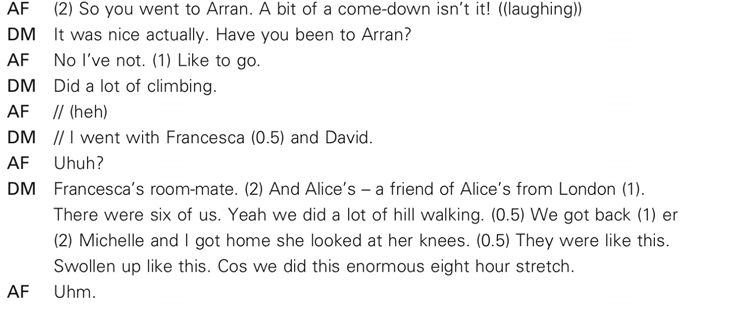 AF (2) So you went to Arran. A bit of a come-down isn't it! ((laughing))
DM It was nice actually. Have you been to Arran?
AF No I've not. (1) Like to go.
DM Did a lot of climbing.
AF // (heh)
DM // I went with Francesca (0.5) and David.
AF Uhuh?
DM Francesca's room-mate. (2) And Alice's – a friend of Alice's from London (1).
There were six of us. Yeah we did a lot of hill walking. (0.5) We got back (1) er
(2) Michelle and I got home she looked at her knees. (0.5) They were like this.
Swollen up like this. Cos we did this enormous eight hour stretch.
AF Uhm.